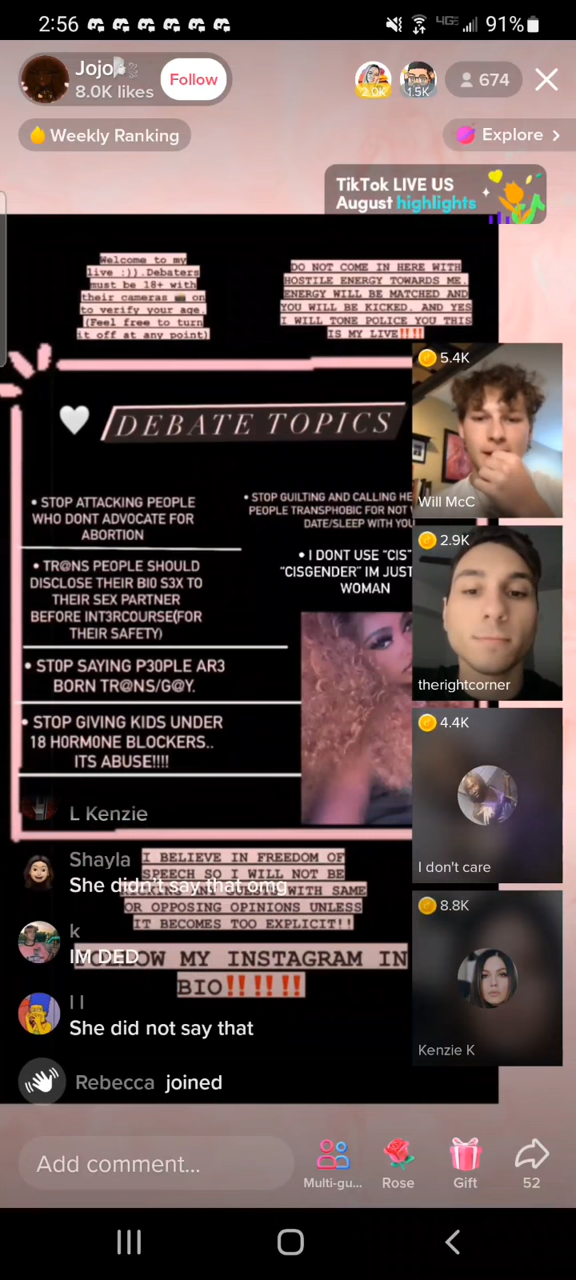 2:56
4G
91%
Jojo
8.0K likes
Follow
2.0K
1.5K
674
Weekly Ranking
Explore >
TikTok LIVE US
August highlights
Welcome to my
live :)).Debaters
must be 18+ with
their cameras 📷 on
to verify your age.
(Feel free to turn
it off at any point)
DO NOT COME IN HERE WITH
HOSTILE ENERGY TOWARDS ME.
ENERGY WILL BE MATCHED AND
YOU WILL BE KICKED. AND YES
I WILL TONE POLICE YOU THIS
IS MY LIVE‼️‼️
DEBATE TOPICS
• STOP ATTACKING PEOPLE
WHO DONT ADVOCATE FOR
ABORTION
• TR@NS PEOPLE SHOULD
DISCLOSE THEIR BI0 S3X TO
THEIR SEX PARTNER
BEFORE INT3RCOURSE(FOR
THEIR SAFETY)
• ST0P SAYING P30PLE AR3
BORN TR@NS/G@Y.
• STOP GIVING KIDS UNDER
18 H0RM0NE BLOCKERS..
ITS ABUSE!!!!
• STOP GUILTING AND CALLING HE
PEOPLE TRANSPHOBIC FOR NOT
DATE/SLEEP WITH YOU
• I DONT USE "CIS"
"CISGENDER" IM JUST
WOMAN
5.4K
Will McC
2.9K
therightcorner
4.4K
I don't care
8.8K
Kenzie K
L Kenzie
Shayla
She didn't say that omg
I BELIEVE IN FREEDOM OF
SPEECH SO I WILL NOT BE
WITH SAME
OR OPPOSING OPINIONS UNLESS
IT BECOMES TOO EXPLICIT!!
k
IM DED
MY INSTAGRAM IN
BIO‼️‼️‼️
I I
She did not say that
Rebecca joined
Add comment...
Multi-gu...
Rose
Gift
52